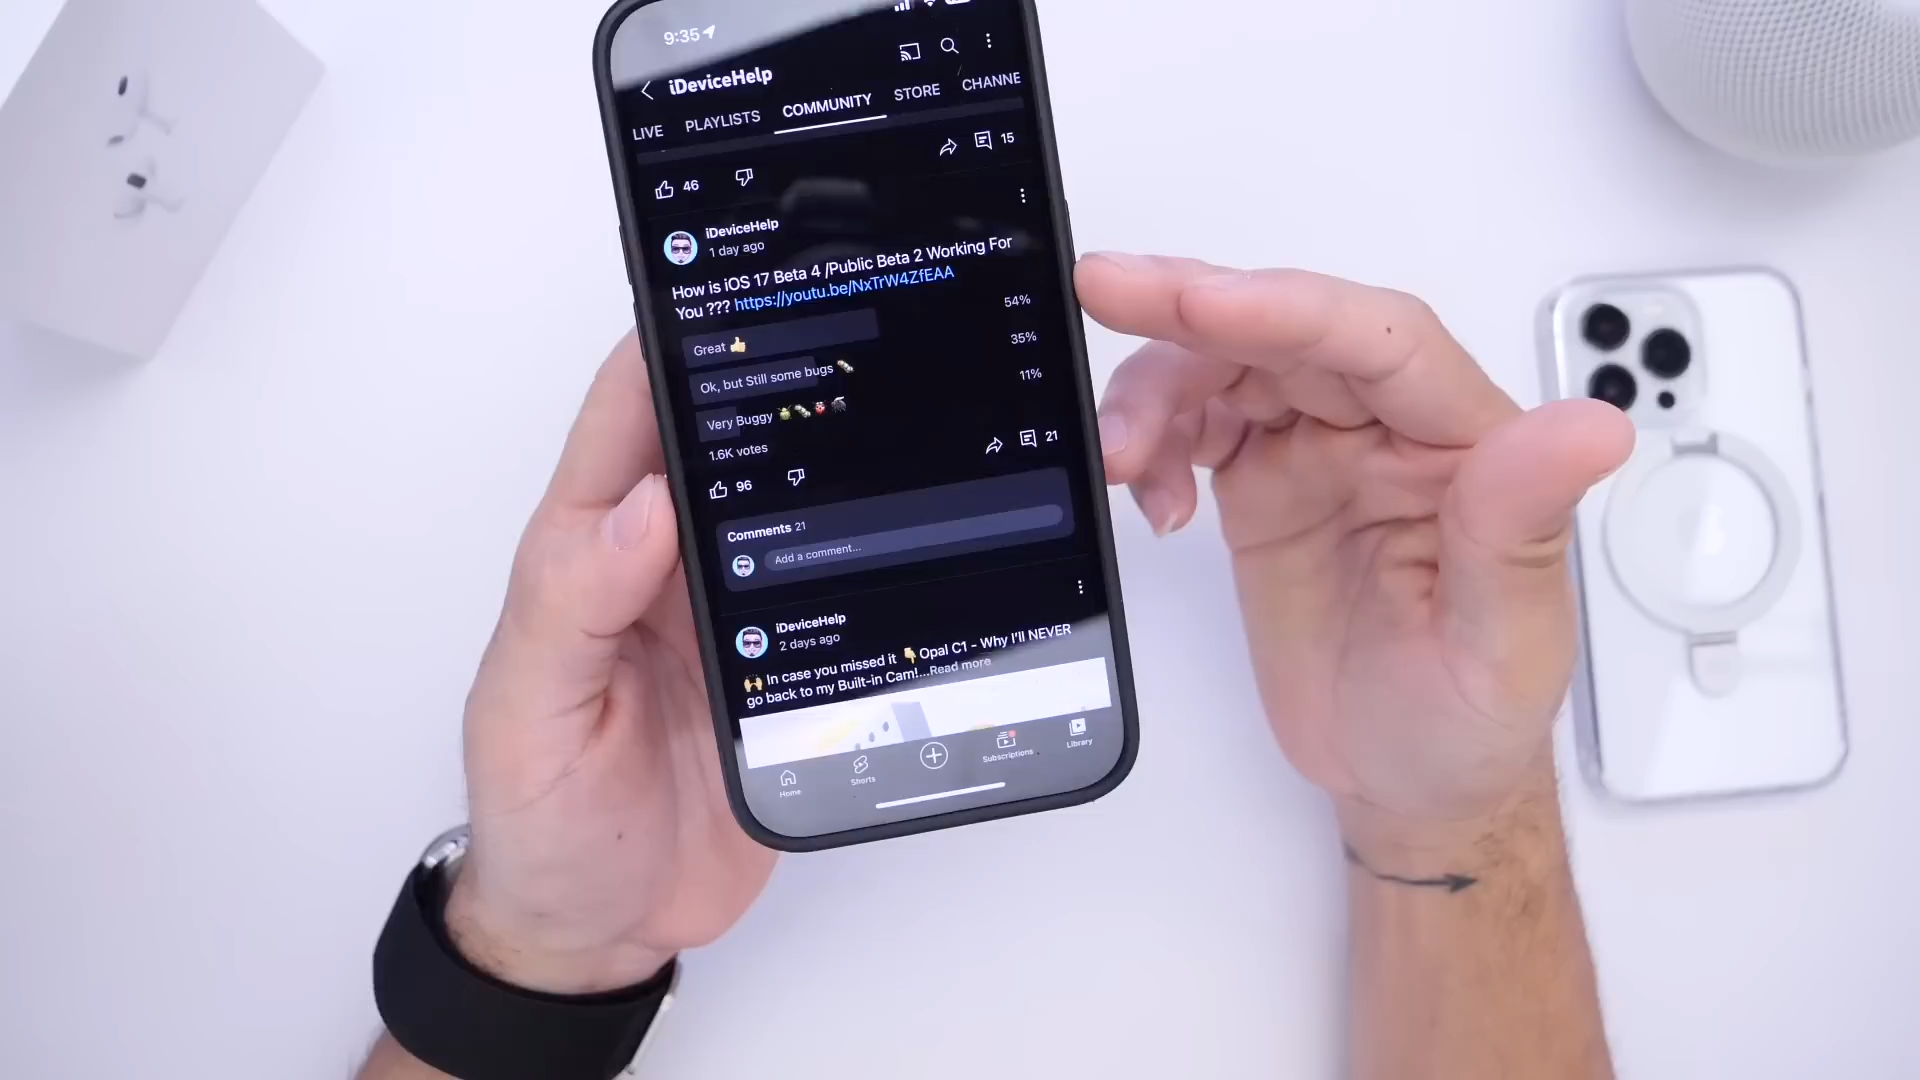 9:35
iDeviceHelp
LIVE PLAYLISTS COMMUNITY STORE CHANNE
46 15
iDeviceHelp
1 day ago
How is iOS 17 Beta 4 /Public Beta 2 Working For
You ??? https://youtu.be/NxTrW4ZfEAA
Great 👍 54%
Ok, but Still some bugs 🐛 35%
Very Buggy 11%
1.6K votes
96 21
Comments 21
Add a comment...
iDeviceHelp
2 days ago
🙌 In case you missed it 👇 Opal C1 - Why I'll NEVER
go back to my Built-in Cam!...Read more
Home Shorts Subscriptions Library